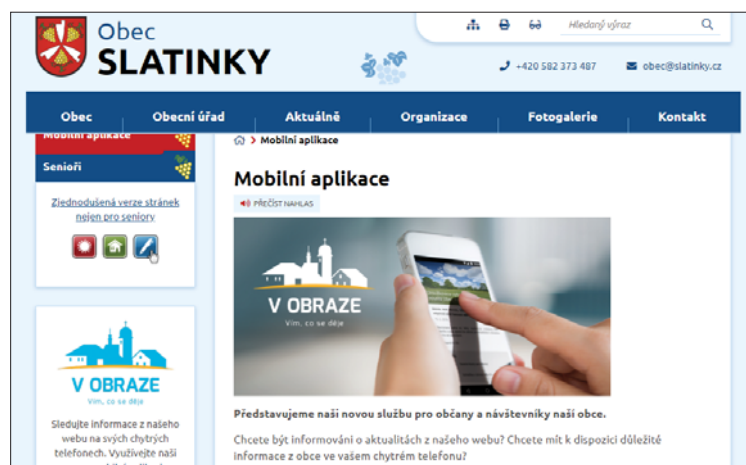 Obec
SLATINKY
Hledaný výraz
+420 582 373 487
obec@slatinky.cz
Obec
Obecní úřad
Aktuálně
Organizace
Fotogalerie
Kontakt
Mobilní aplikace
Senioři
Zjednodušená verze stránek
nejen pro seniory
V OBRAZE
Vím, co se děje
Sledujte informace z našeho
webu na svých chytrých
telefonech. Využívejte naši
Mobilní aplikace
Mobilní aplikace
PŘEČÍST NAHLAS
V OBRAZE
Vím, co se děje
Představujeme naši novou službu pro občany a návštevníky naší obce.
Chcete být informováni o aktualitách z našeho webu? Chcete mít k dispozici důležité
informace z obce ve vašem chytrém telefonu?